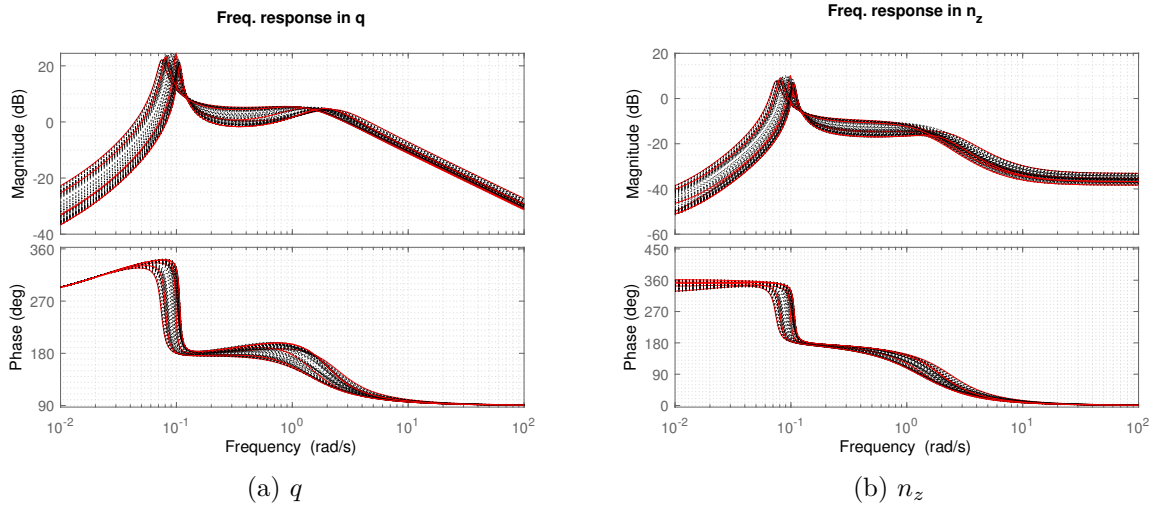 Freq. response in q
20
0
-20
-40
Magnitude (dB)
360
270
180
90
Phase (deg)
10^-2
10^-1
10^0
10^1
10^2
Frequency (rad/s)
(a) q
Freq. response in n_z
20
0
-20
-40
-60
Magnitude (dB)
450
360
270
180
90
0
Phase (deg)
10^-2
10^-1
10^0
10^1
10^2
Frequency (rad/s)
(b) n_z